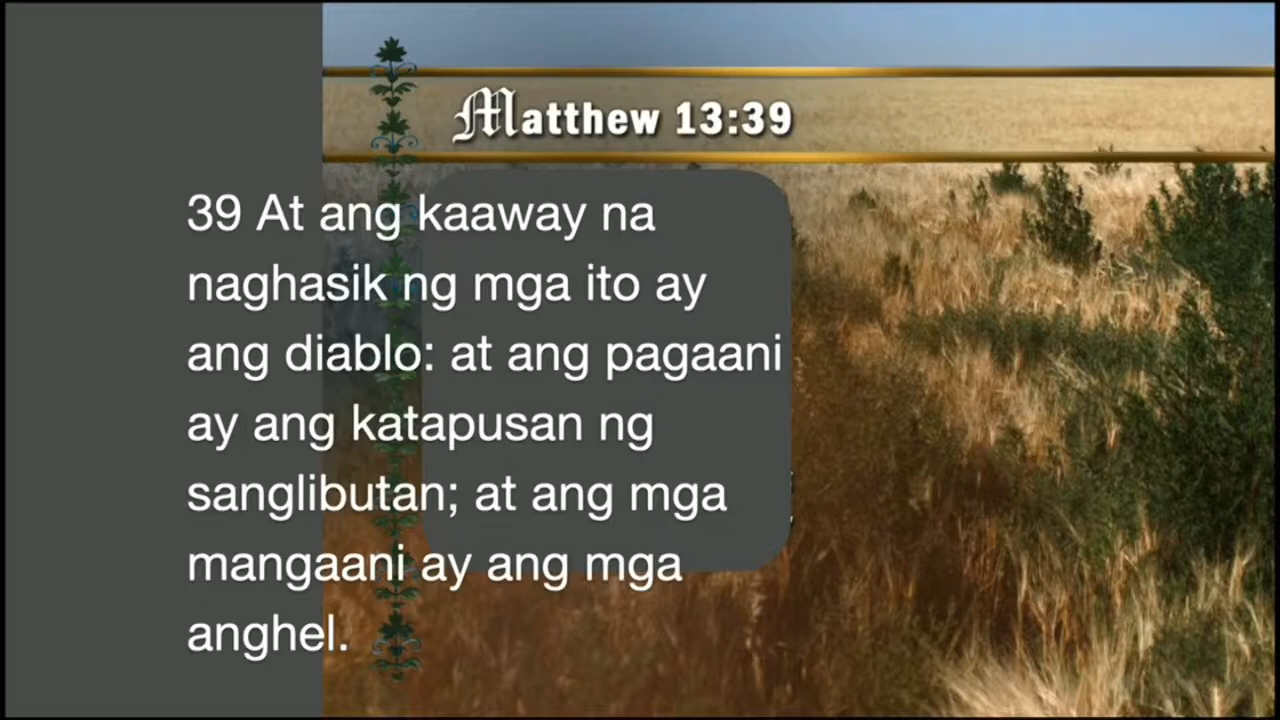 Matthew 13:39
39 At ang kaaway na
naghasik ng mga ito ay
ang diablo: at ang pagaani
ay ang katapusan ng
sanglibutan; at ang mga
mangaani ay ang mga
anghel.